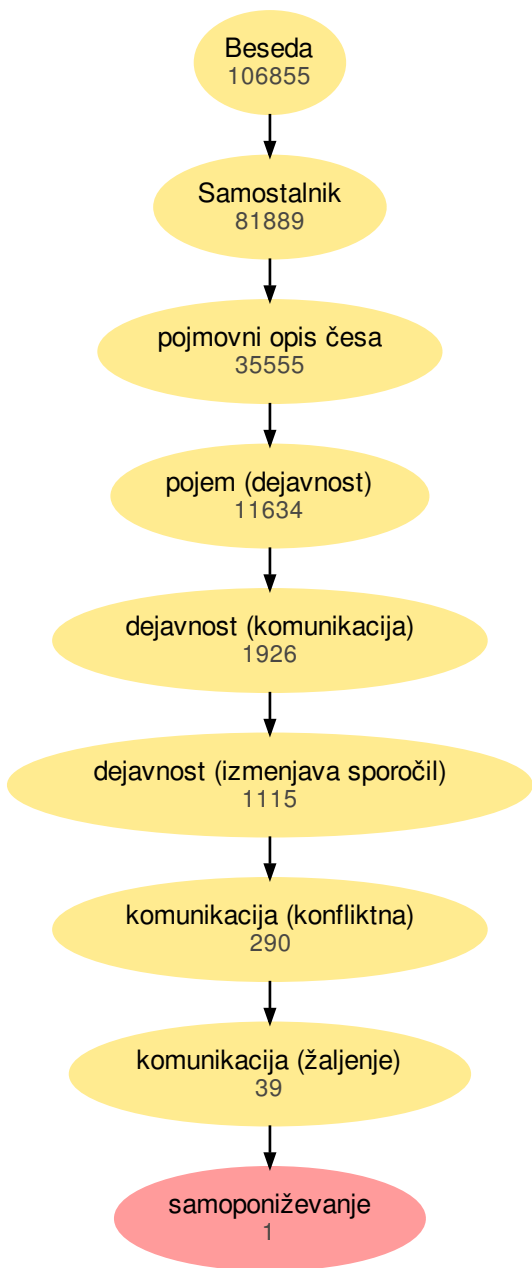 Beseda
106855
Samostalnik
81889
pojmovni opis česa
35555
pojem (dejavnost)
11634
dejavnost (komunikacija)
1926
dejavnost (izmenjava sporočil)
1115
komunikacija (konfliktna)
290
komunikacija (žaljenje)
39
samoponiževanje
1